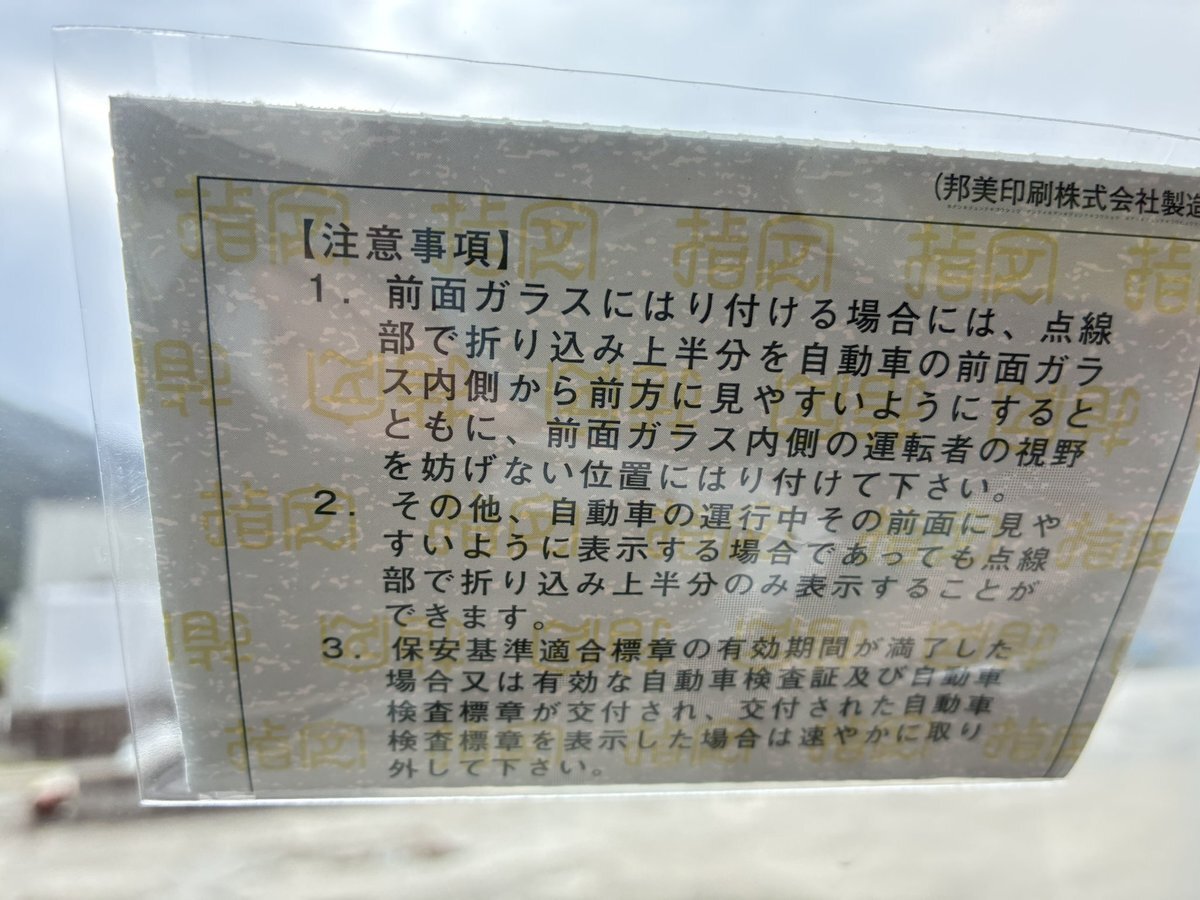 (邦美印刷株式会社製造
【注意事項】
1. 前面ガラスにはり付ける場合には、点線
部で折り込み上半分を自動車の前面ガラ
ス内側から前方に見やすいようにすると
ともに、前面ガラス内側の運転者の視野
を妨げない位置にはり付けて下さい。
2. その他、自動車の運行中その前面に見や
すいように表示する場合であっても点線
部で折り込み上半分のみ表示することが
できます。
3. 保安基準適合標章の有効期間が満了した
場合又は有効な自動車検査証及び自動車
検査標章が交付され、交付された自動車
検査標章を表示した場合は速やかに取り
外して下さい。